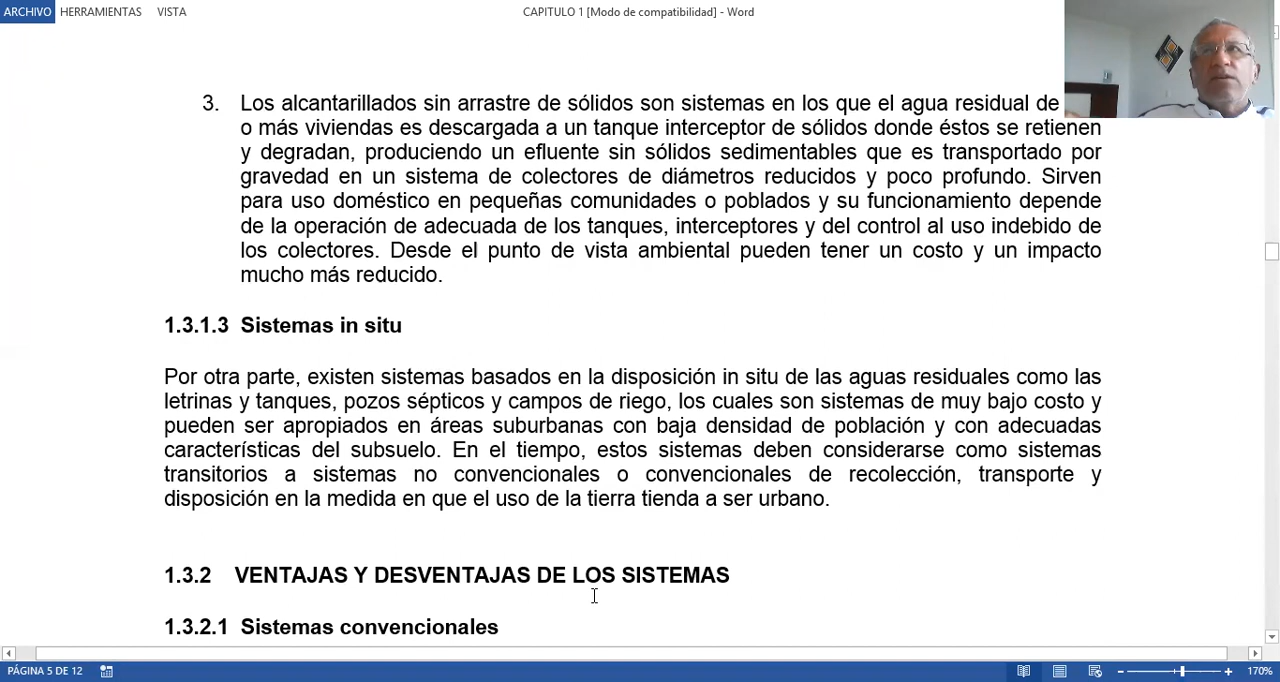 ARCHIVO HERRAMIENTAS VISTA CAPITULO 1 [Modo de compatibilidad] - Word
3. Los alcantarillados sin arrastre de sólidos son sistemas en los que el agua residual de
o más viviendas es descargada a un tanque interceptor de sólidos donde éstos se retienen
y degradan, produciendo un efluente sin sólidos sedimentables que es transportado por
gravedad en un sistema de colectores de diámetros reducidos y poco profundo. Sirven
para uso doméstico en pequeñas comunidades o poblados y su funcionamiento depende
de la operación de adecuada de los tanques, interceptores y del control al uso indebido de
los colectores. Desde el punto de vista ambiental pueden tener un costo y un impacto
mucho más reducido.
1.3.1.3 Sistemas in situ
Por otra parte, existen sistemas basados en la disposición in situ de las aguas residuales como las
letrinas y tanques, pozos sépticos y campos de riego, los cuales son sistemas de muy bajo costo y
pueden ser apropiados en áreas suburbanas con baja densidad de población y con adecuadas
características del subsuelo. En el tiempo, estos sistemas deben considerarse como sistemas
transitorios a sistemas no convencionales o convencionales de recolección, transporte y
disposición en la medida en que el uso de la tierra tienda a ser urbano.
1.3.2 VENTAJAS Y DESVENTAJAS DE LOS SISTEMAS
1.3.2.1 Sistemas convencionales
PÁGINA 5 DE 12 170%